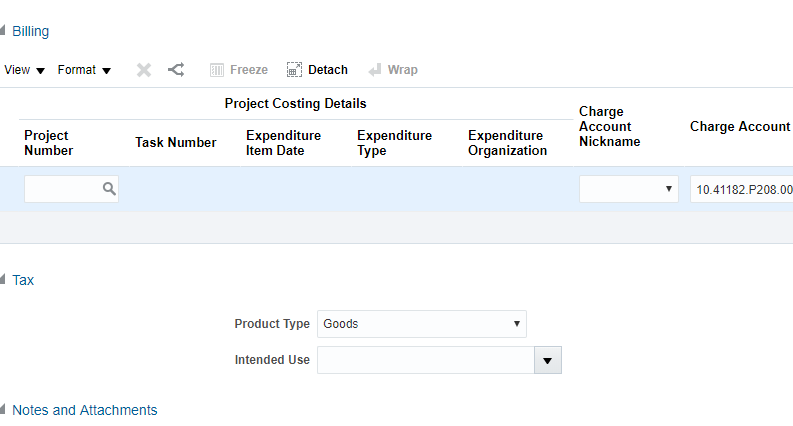 Billing
View Format Freeze Detach Wrap
Project Costing Details
Project Number
Task Number
Expenditure Item Date
Expenditure Type
Expenditure Organization
Charge Account Nickname
Charge Account
10.41182.P208.00
Tax
Product Type Goods
Intended Use
Notes and Attachments